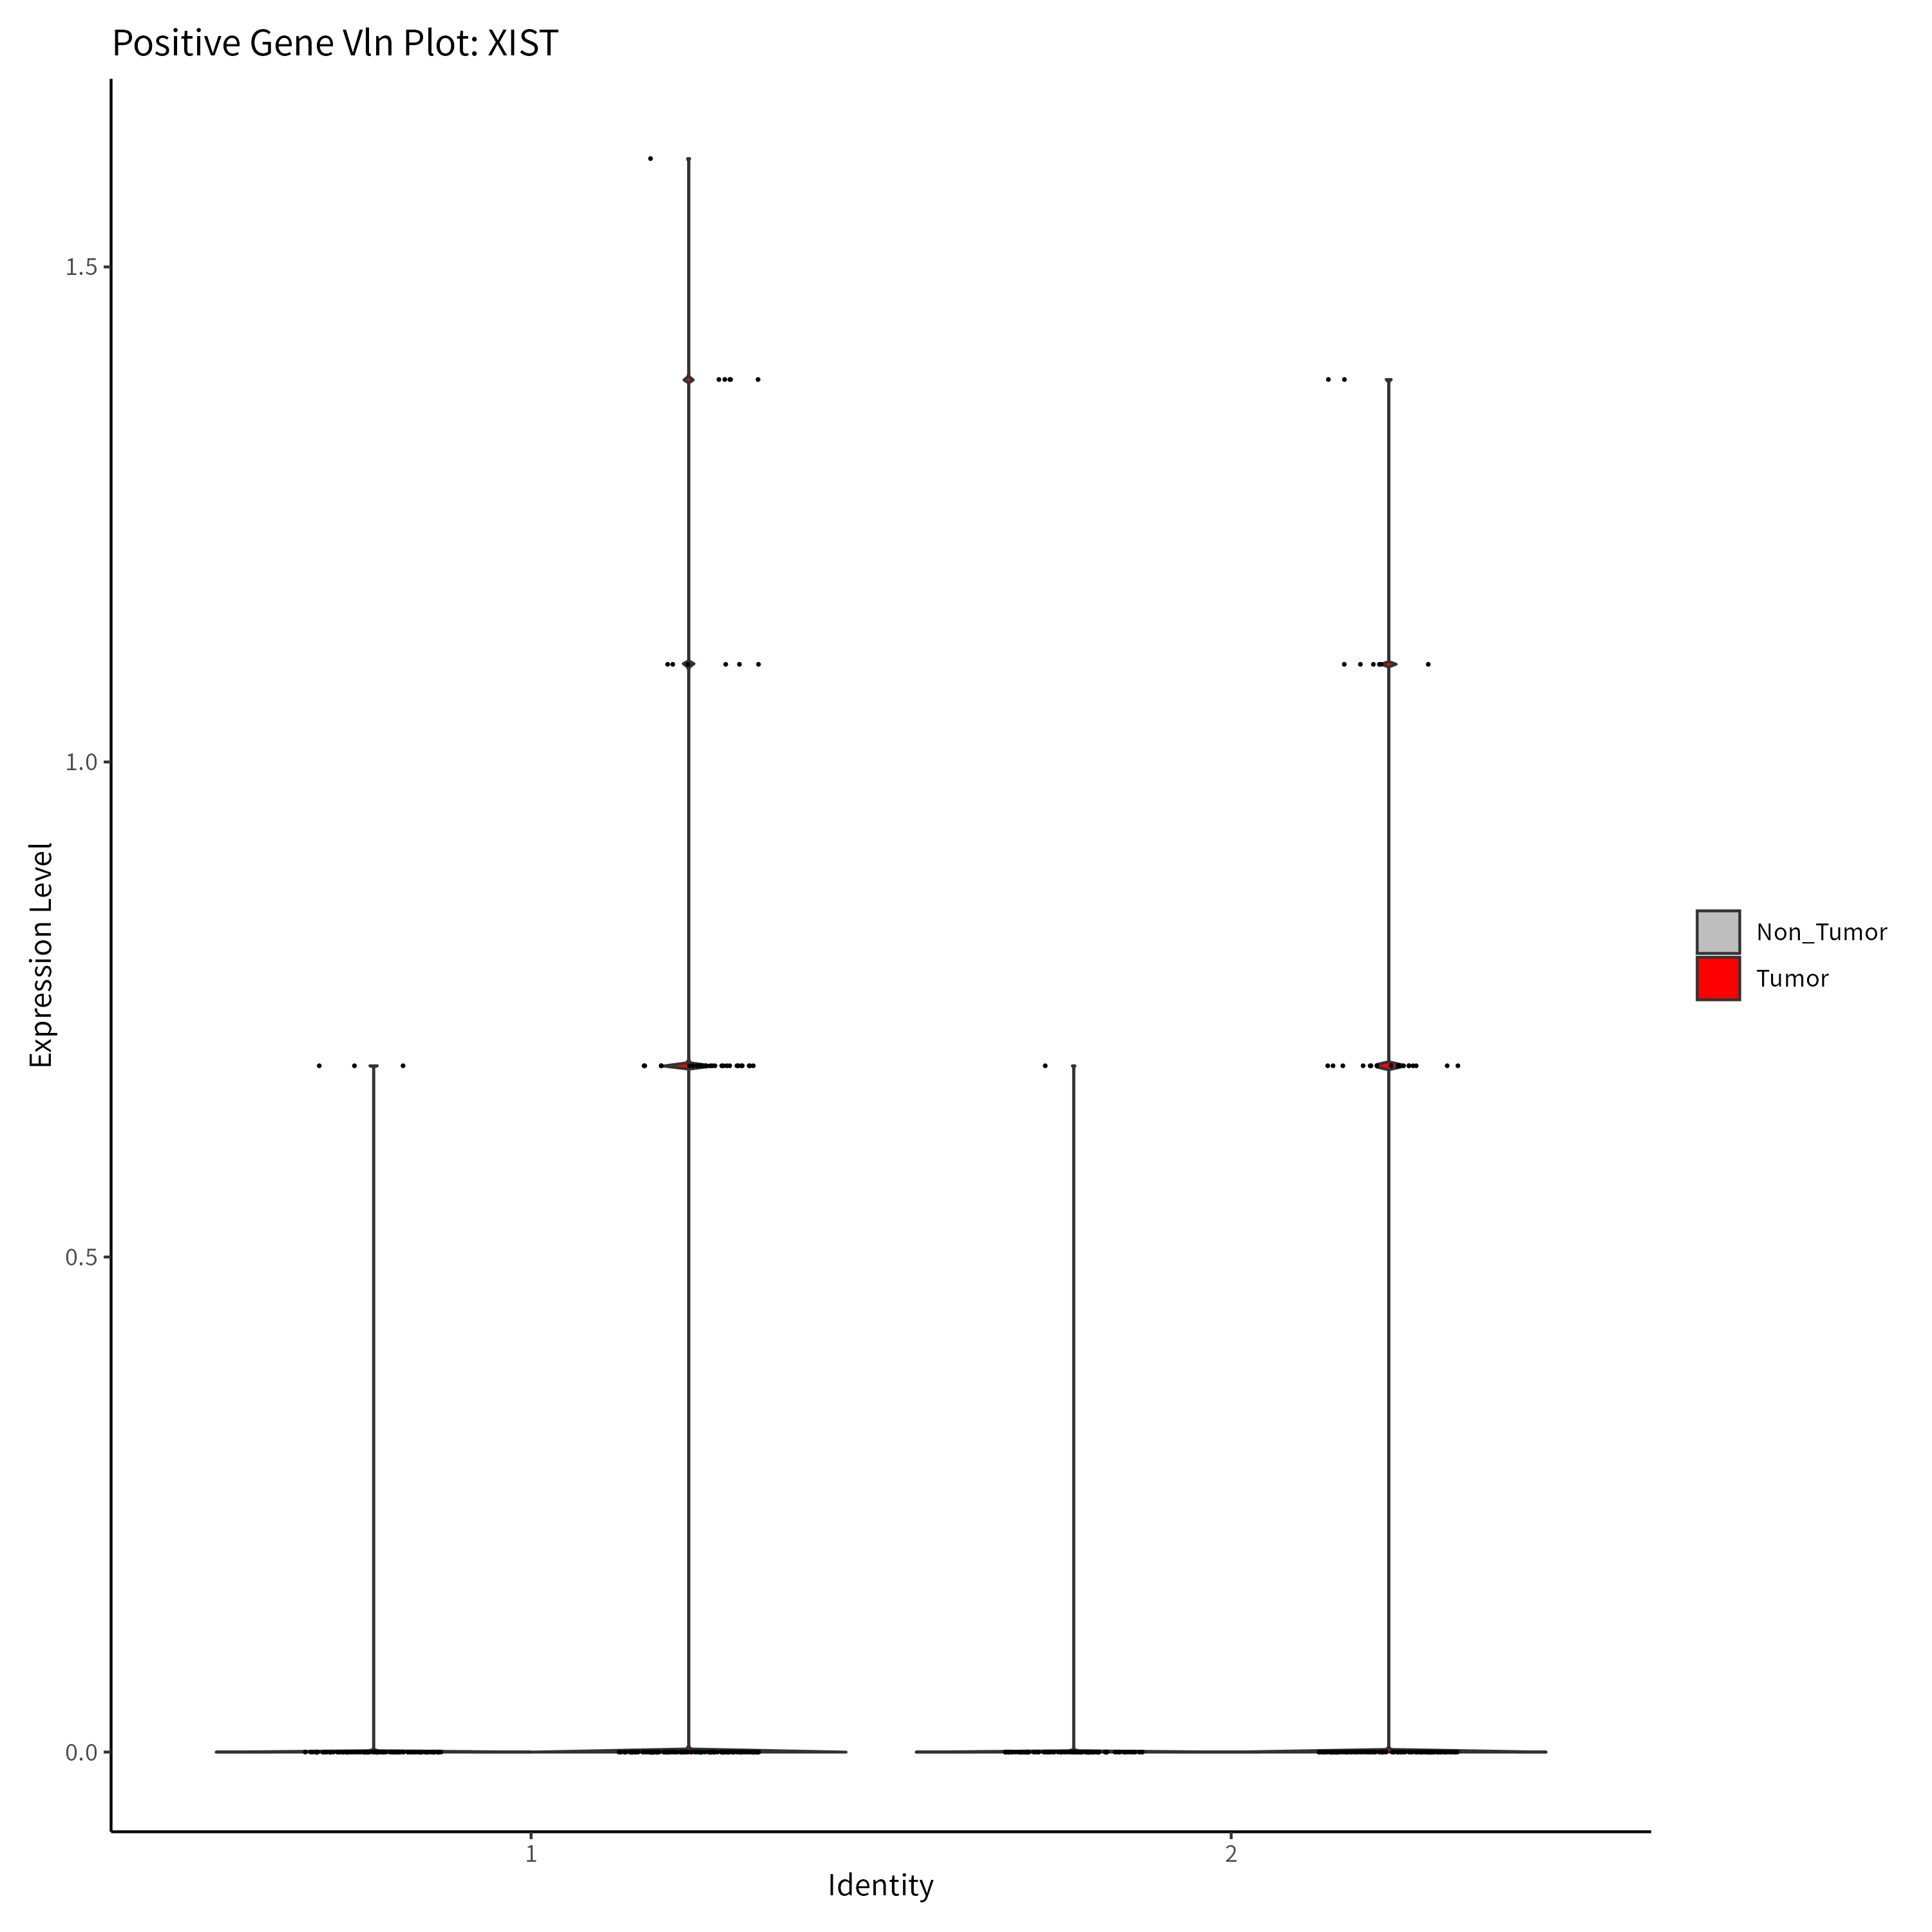 Positive Gene Vln Plot: XIST
1.5
1.0
0.5
0.0
Expression Level
1
2
Identity
Non_Tumor
Tumor